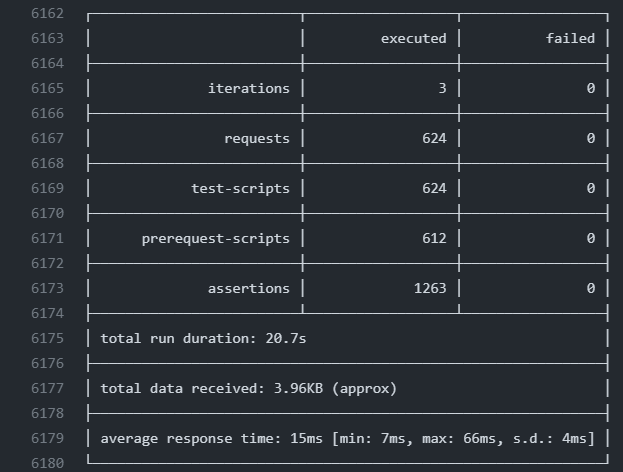 6162
6163 executed failed
6164
6165 iterations 3 0
6166
6167 requests 624 0
6168
6169 test-scripts 624 0
6170
6171 prerequest-scripts 612 0
6172
6173 assertions 1263 0
6174
6175 total run duration: 20.7s
6176
6177 total data received: 3.96KB (approx)
6178
6179 average response time: 15ms [min: 7ms, max: 66ms, s.d.: 4ms]
6180